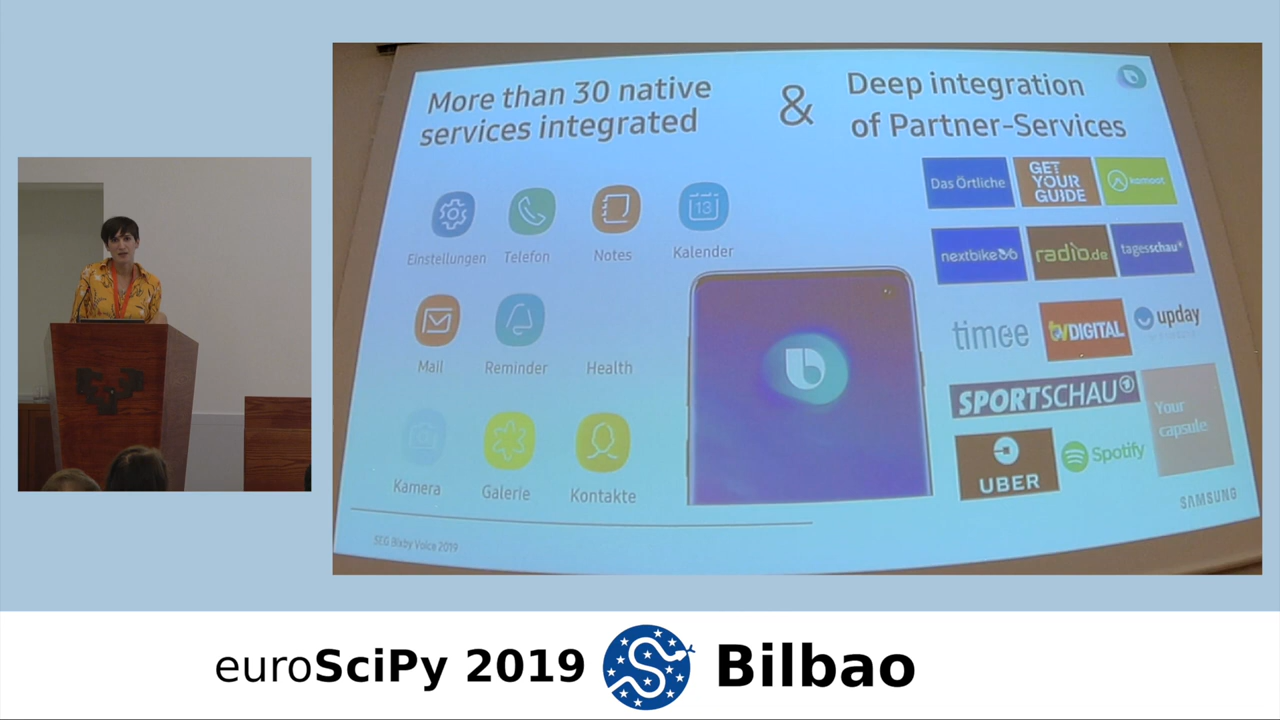 More than 30 native
services integrated
&
Deep integration
of Partner-Services
Einstellungen
Telefon
13
Notes
Kalender
Mail
Reminder
Health
Kamera
Galerie
Kontakte
Das Örtliche
GET
YOUR
GUIDE
komoot
nextbike
radio.de
tagesschau
timee
TV DIGITAL
upday
SPORTSCHAU
Your
capsule
UBER
Spotify
SAMSUNG
SEG Bixby Voice 2019
euroSciPy 2019
Bilbao